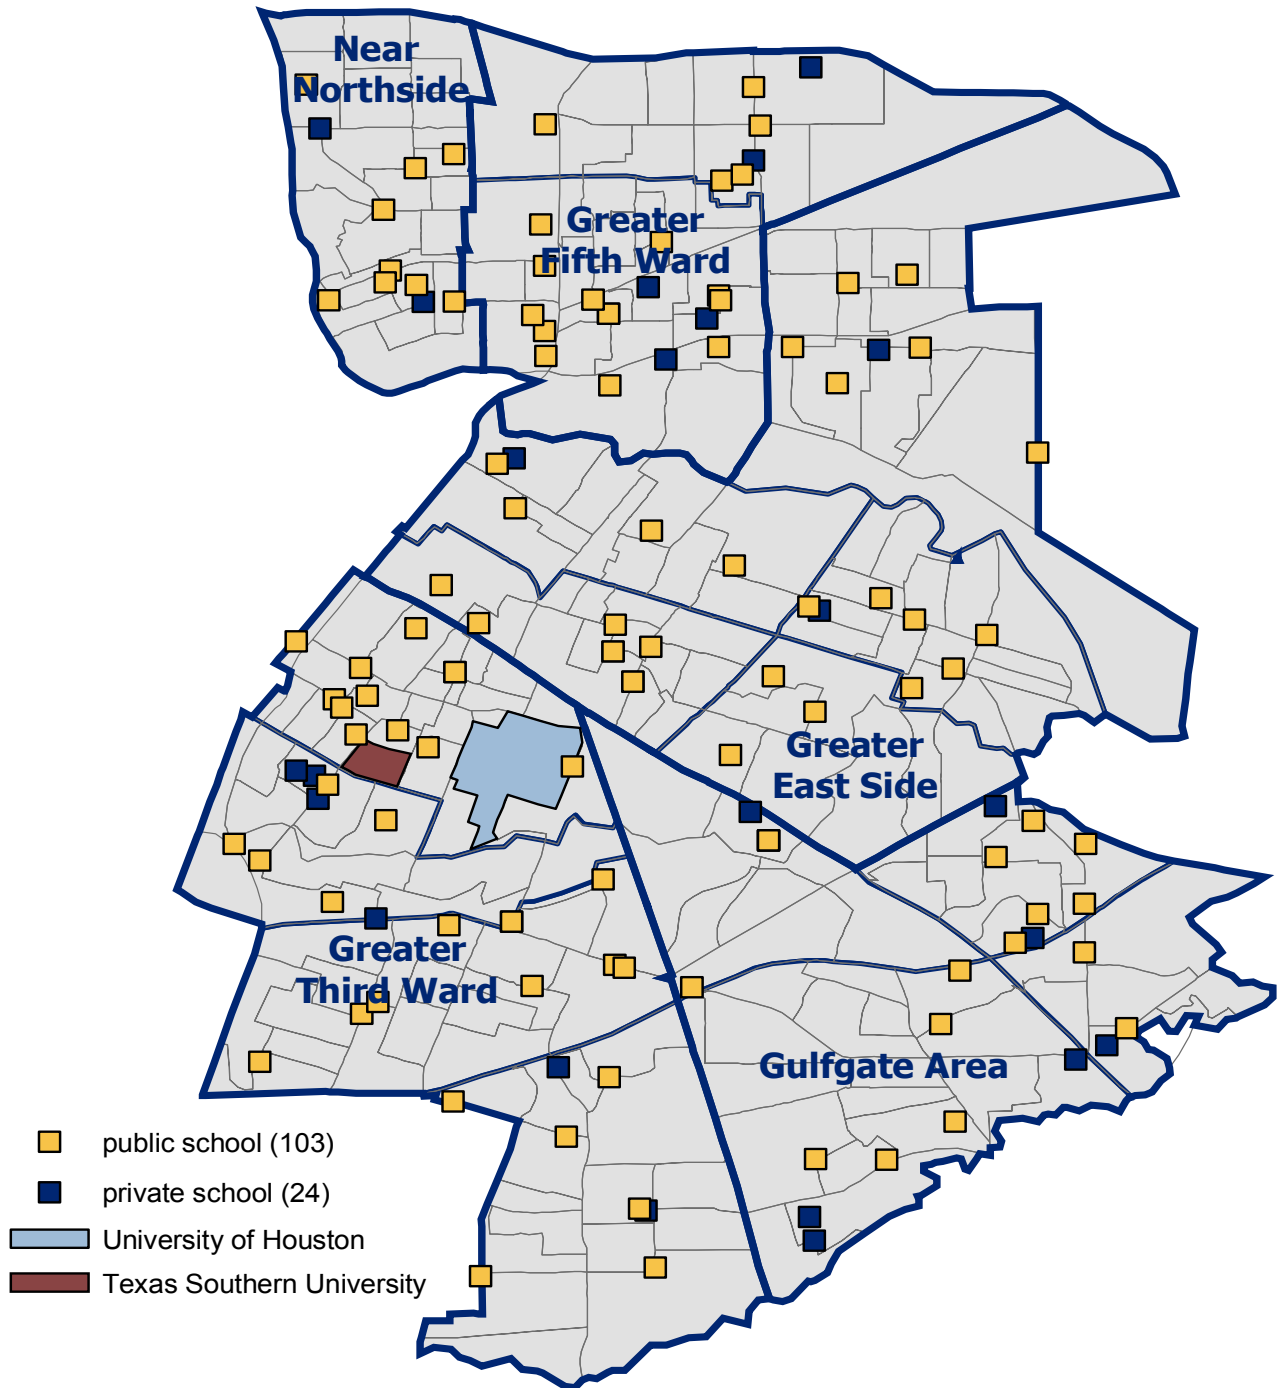 Near
Northside
Greater
Fifth Ward
Greater
East Side
Greater
Third Ward
Gulfgate Area
public school (103)
private school (24)
University of Houston
Texas Southern University